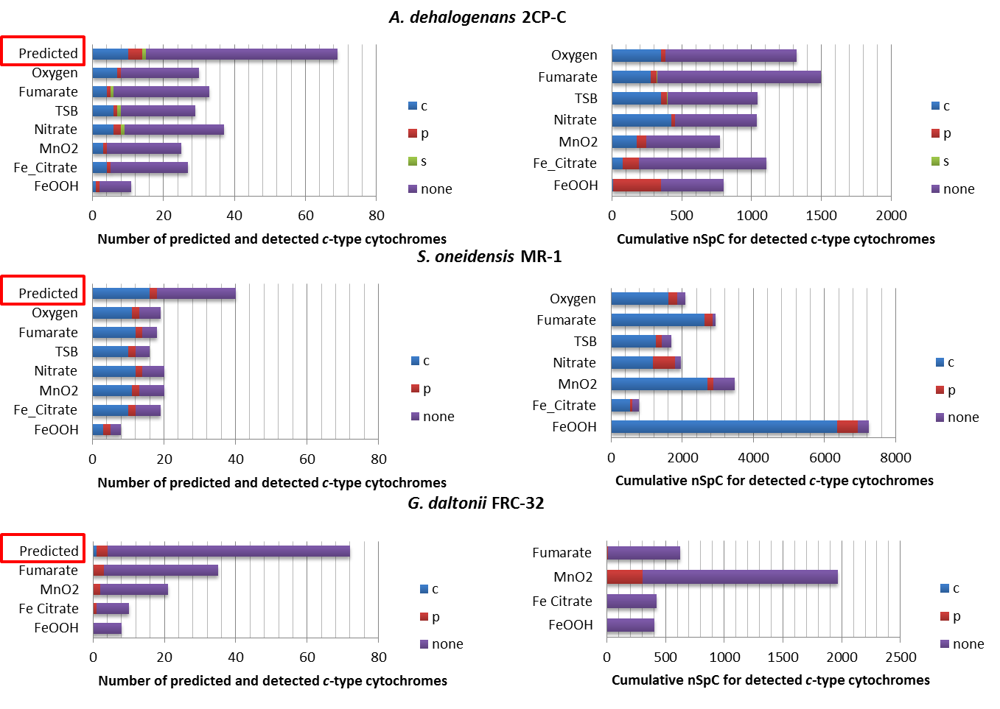 A. dehalogenans 2CP-C
Predicted
Oxygen
Fumarate
TSB
Nitrate
MnO2
Fe_Citrate
FeOOH
0 20 40 60 80
Number of predicted and detected c-type cytochromes
c
p
s
none
Oxygen
Fumarate
TSB
Nitrate
MnO2
Fe_Citrate
FeOOH
0 500 1000 1500 2000
Cumulative nSpC for detected c-type cytochromes
c
p
s
none
S. oneidensis MR-1
Predicted
Oxygen
Fumarate
TSB
Nitrate
MnO2
Fe_Citrate
FeOOH
0 20 40 60 80
Number of predicted and detected c-type cytochromes
c
p
none
Oxygen
Fumarate
TSB
Nitrate
MnO2
Fe_Citrate
FeOOH
0 2000 4000 6000 8000
Cumulative nSpC for detected c-type cytochromes
c
p
none
G. daltonii FRC-32
Predicted
Fumarate
MnO2
Fe Citrate
FeOOH
0 20 40 60 80
Number of predicted and detected c-type cytochromes
c
p
none
Fumarate
MnO2
Fe Citrate
FeOOH
0 500 1000 1500 2000 2500
Cumulative nSpC for detected c-type cytochromes
c
p
none